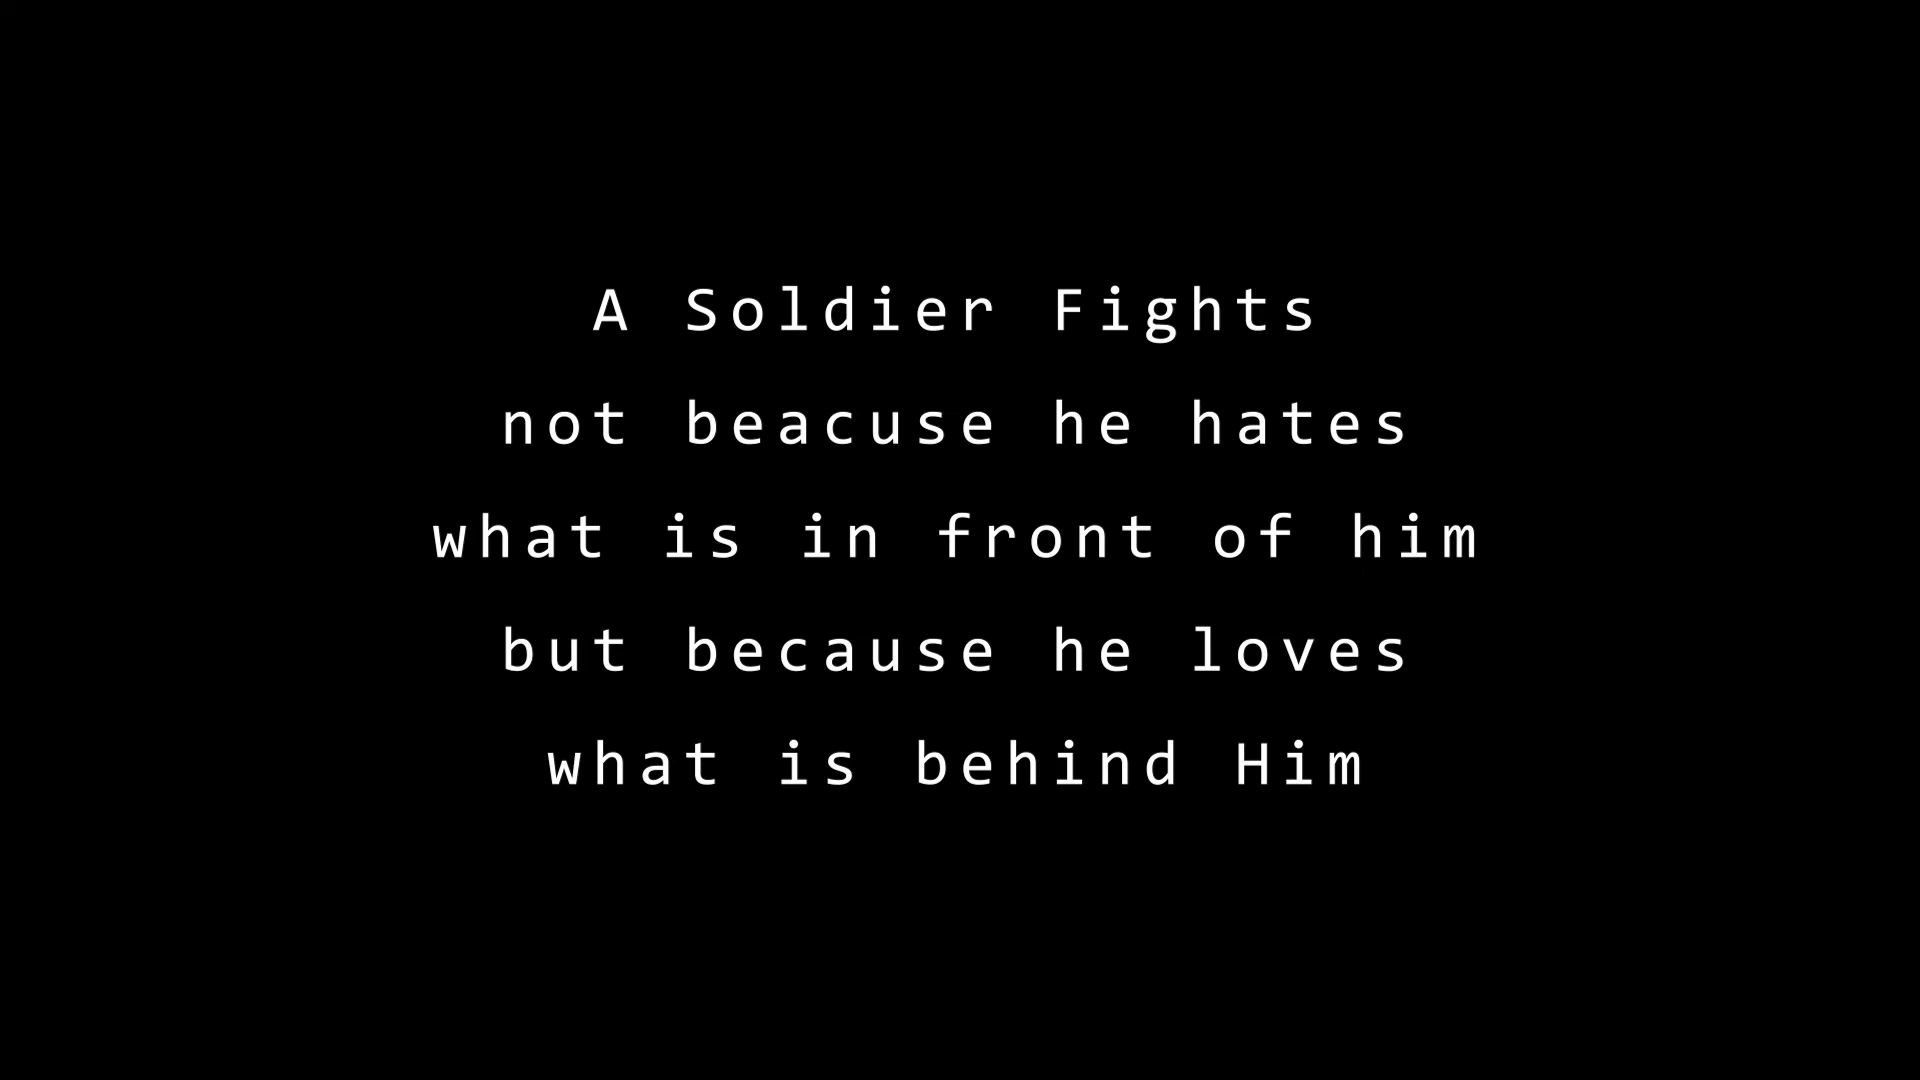 A Soldier Fights
not beacuse he hates
what is in front of him
but because he loves
what is behind Him